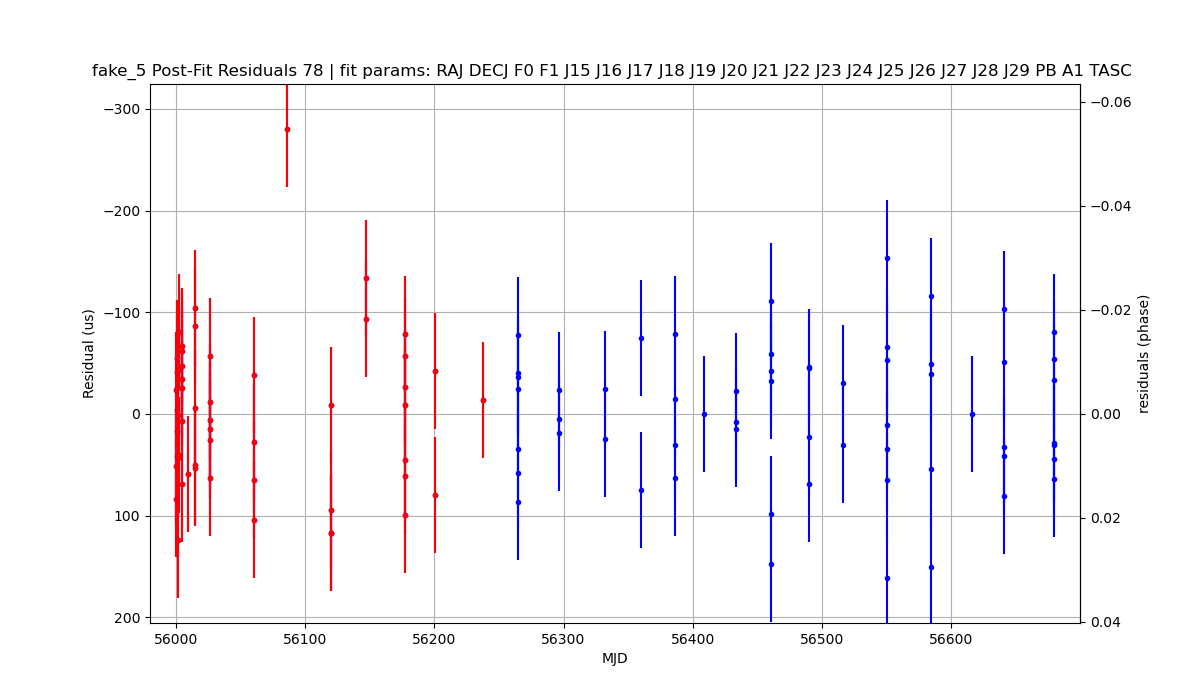 fake_5 Post-Fit Residuals 78 | fit params: RAJ DECJ F0 F1 J15 J16 J17 J18 J19 J20 J21 J22 J23 J24 J25 J26 J27 J28 J29 PB A1 TASC
−300
−200
−100
0
100
200
Residual (us)
−0.06
−0.04
−0.02
0.00
0.02
0.04
residuals (phase)
56000 56100 56200 56300 56400 56500 56600
MJD